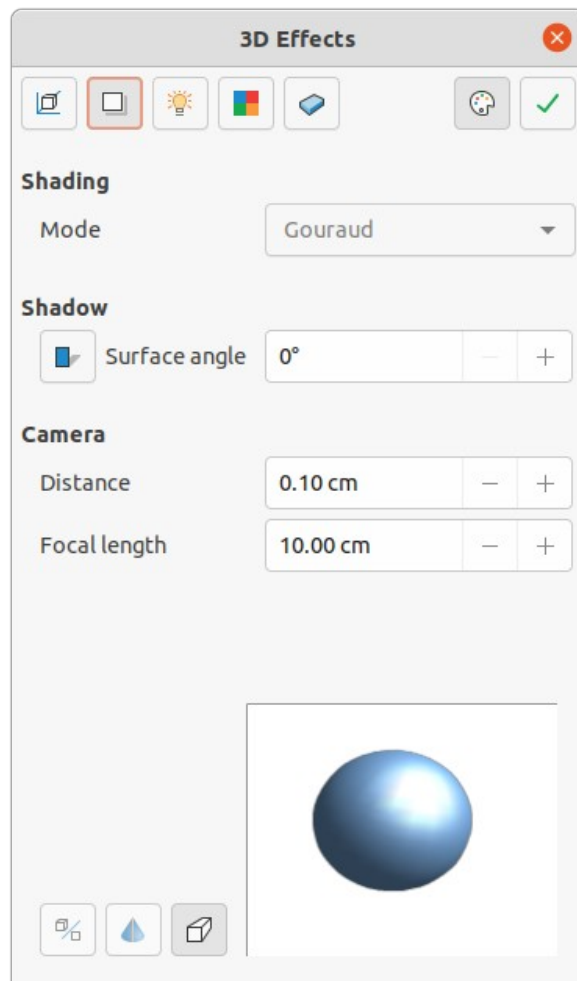 3D Effects
Shading
Mode Gouraud
Shadow
Surface angle 0°
Camera
Distance 0.10 cm
Focal length 10.00 cm